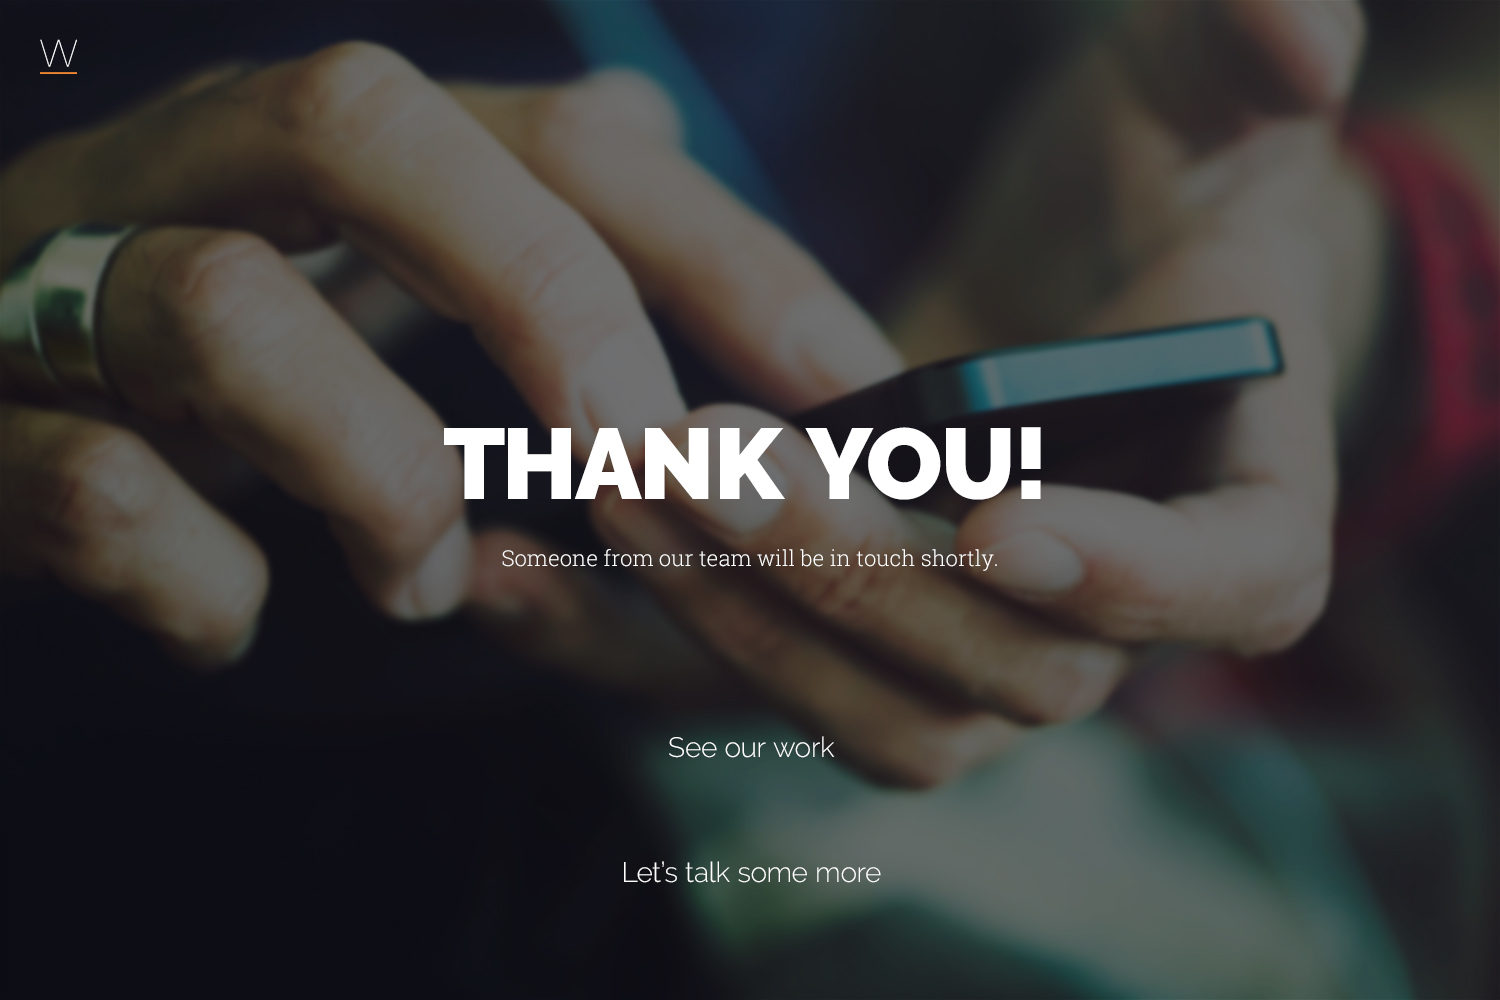 W
THANK YOU!
Someone from our team will be in touch shortly.
See our work
Let's talk some more